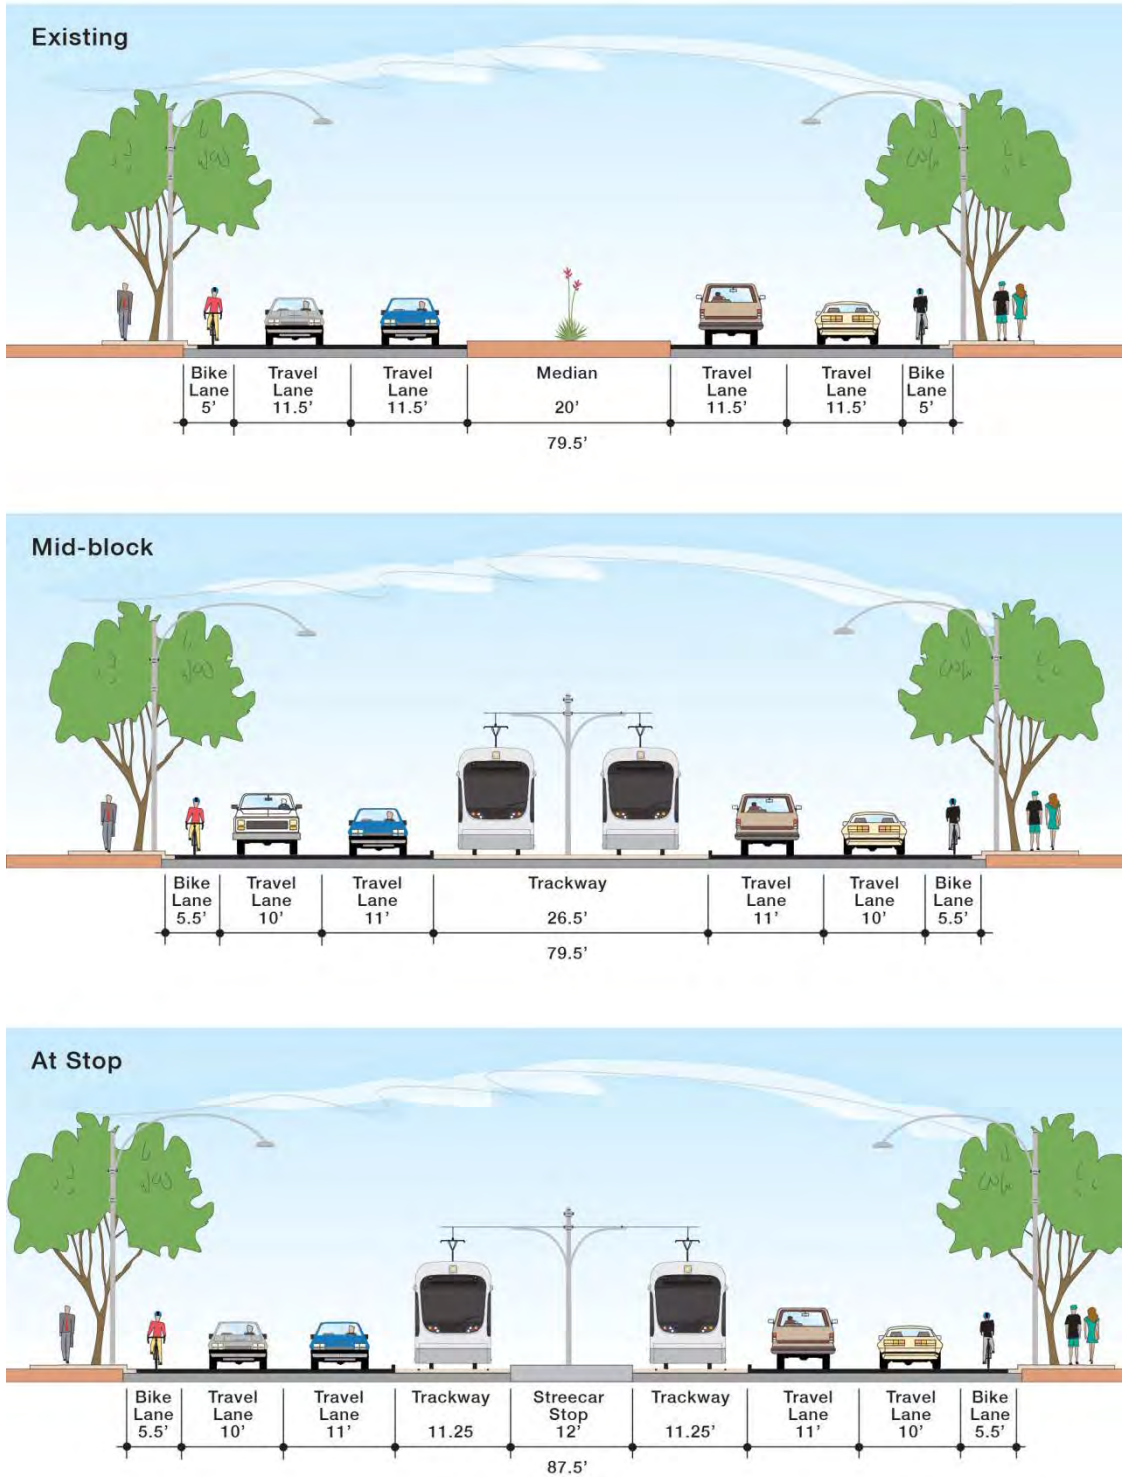 Existing
Bike Lane 5' Travel Lane 11.5' Travel Lane 11.5' Median 20' Travel Lane 11.5' Travel Lane 11.5' Bike Lane 5'
79.5'
Mid-block
Bike Lane 5.5' Travel Lane 10' Travel Lane 11' Trackway 26.5' Travel Lane 11' Travel Lane 10' Bike Lane 5.5'
79.5'
At Stop
Bike Lane 5.5' Travel Lane 10' Travel Lane 11' Trackway 11.25 Streecar Stop 12' Trackway 11.25' Travel Lane 11' Travel Lane 10' Bike Lane 5.5'
87.5'